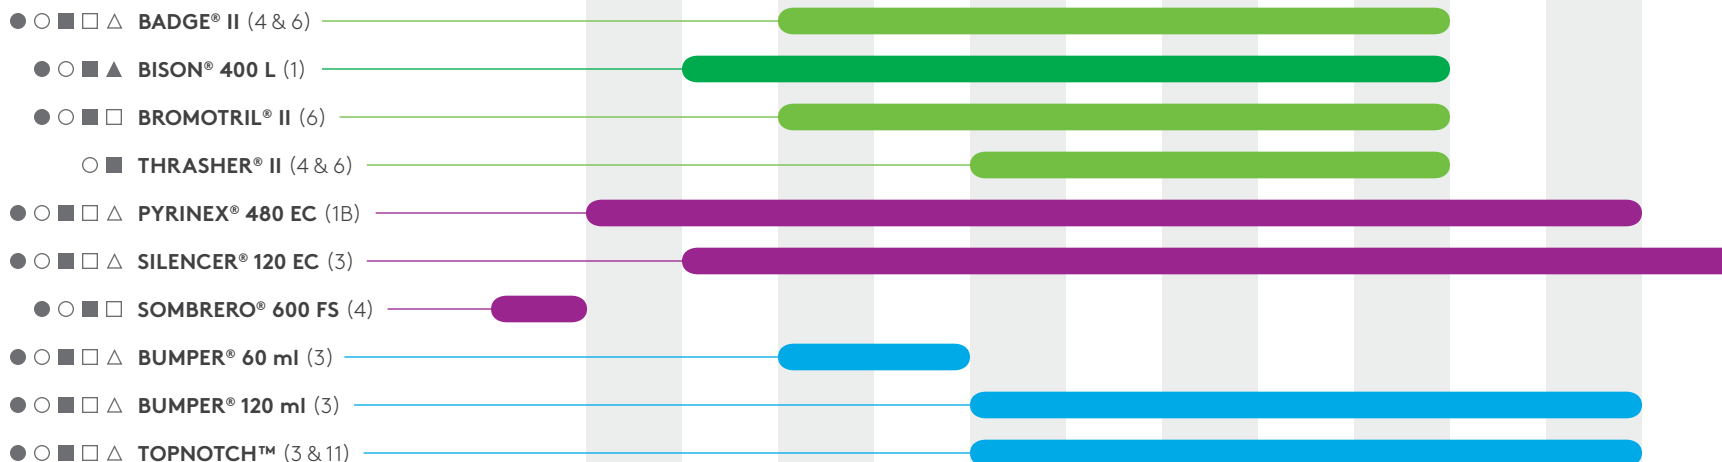 BADGE® II (4 & 6)
BISON® 400 L (1)
BROMOTRIL® II (6)
THRASHER® II (4 & 6)
PYRINEX® 480 EC (1B)
SILENCER® 120 EC (3)
SOMBRERO® 600 FS (4)
BUMPER® 60 ml (3)
BUMPER® 120 ml (3)
TOPNOTCH™ (3 & 11)